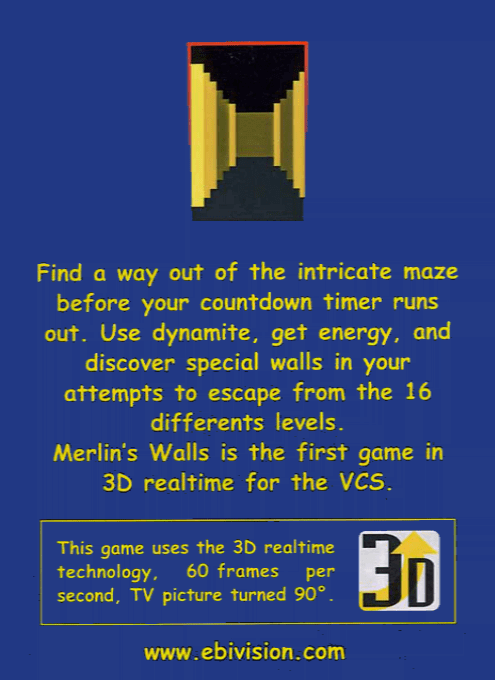 Find a way out of the intricate maze
before your countdown timer runs
out. Use dynamite, get energy, and
discover special walls in your
attempts to escape from the 16
differents levels.
Merlin's Walls is the first game in
3D realtime for the VCS.
This game uses the 3D realtime
technology, 60 frames per
second, TV picture turned 90°.
3D
www.ebivision.com